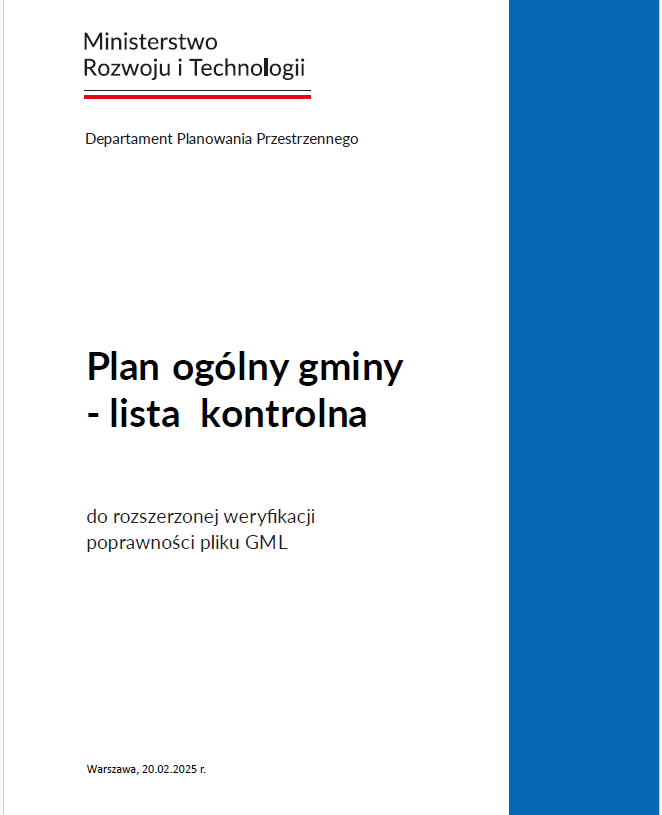 Ministerstwo
Rozwoju i Technologii
Departament Planowania Przestrzennego
Plan ogólny gminy
- lista kontrolna
do rozszerzonej weryfikacji
poprawności pliku GML
Warszawa, 20.02.2025 r.